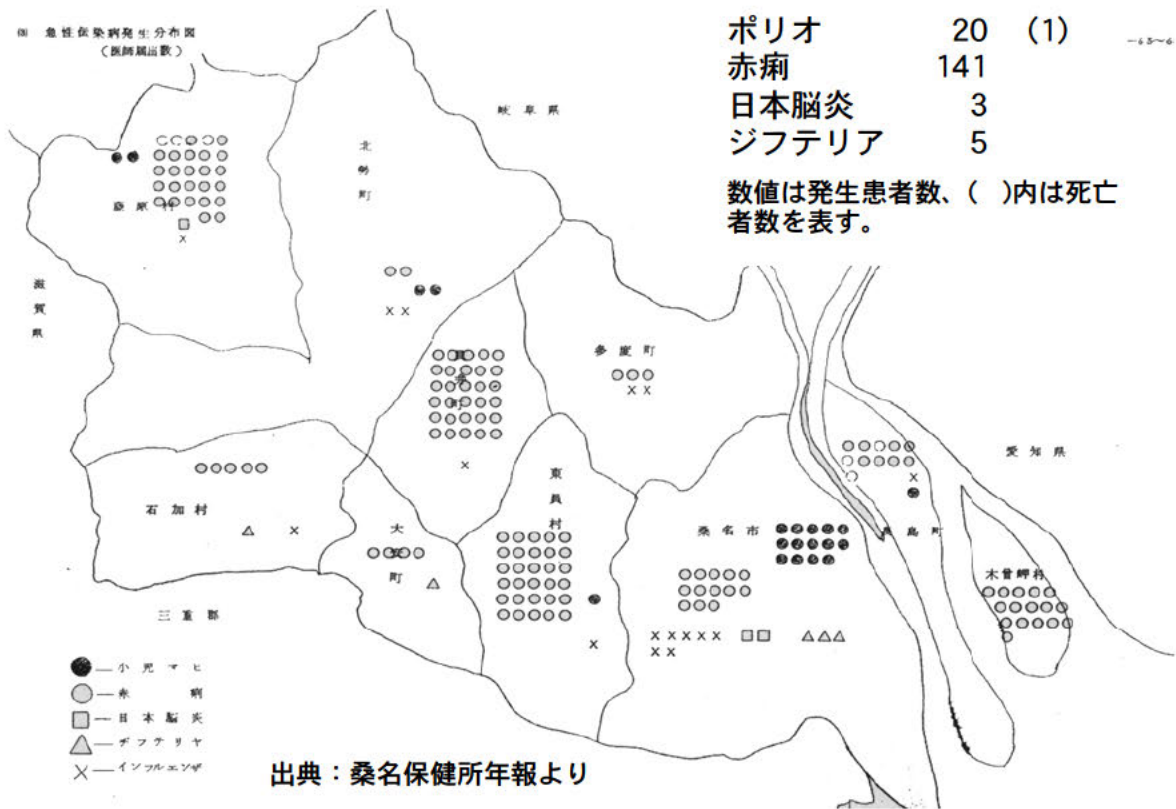 急性伝染病発生分布図
（医師届出数）
ポリオ 20 (1)
赤痢 141
日本脳炎 3
ジフテリア 5
数値は発生患者数、( )内は死亡
者数を表す。
岐阜県
北勢町
藤原村
滋賀県
多度町
愛知県
東員村
石加村
桑名市
大安町
島町
木曽岬村
三重郡
小児マヒ
赤痢
日本脳炎
ヂフテリヤ
インフルエンザ
出典：桑名保健所年報より